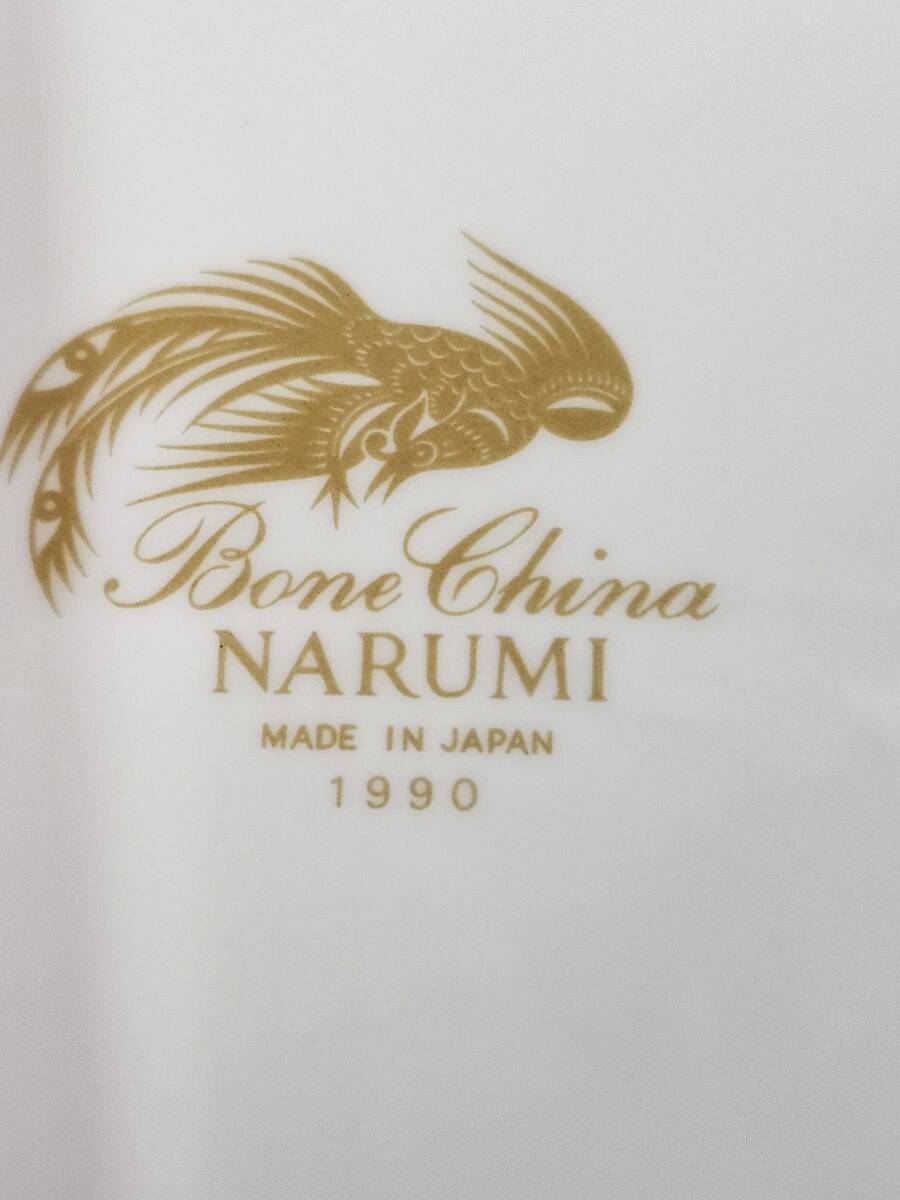 Bone China
NARUMI
MADE IN JAPAN
1990